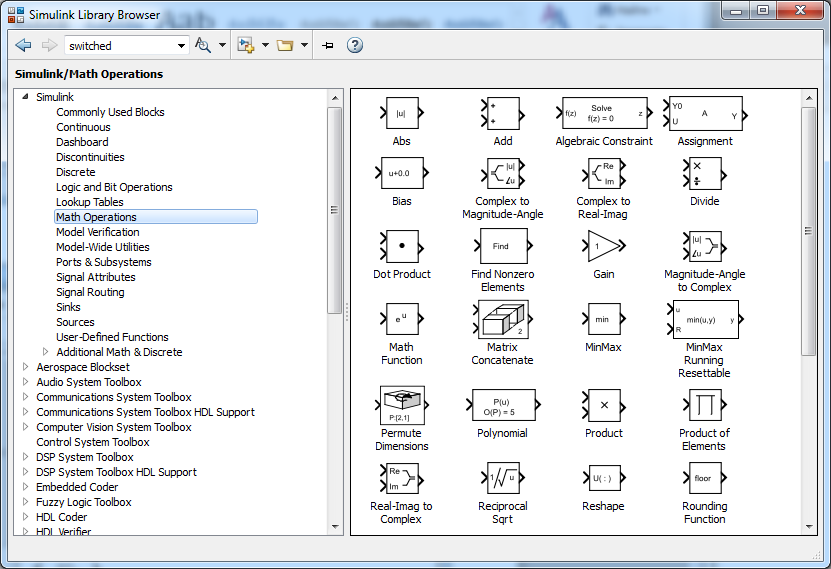 Simulink Library Browser
switched
Simulink/Math Operations
Simulink
Commonly Used Blocks
Continuous
Dashboard
Discontinuities
Discrete
Logic and Bit Operations
Lookup Tables
Math Operations
Model Verification
Model-Wide Utilities
Ports & Subsystems
Signal Attributes
Signal Routing
Sinks
Sources
User-Defined Functions
Additional Math & Discrete
Aerospace Blockset
Audio System Toolbox
Communications System Toolbox
Communications System Toolbox HDL Support
Computer Vision System Toolbox
Control System Toolbox
DSP System Toolbox
DSP System Toolbox HDL Support
Embedded Coder
Fuzzy Logic Toolbox
HDL Coder
HDL Verifier
|u|
Abs
+
+
Add
f(z) Solve z
f(z) = 0
Algebraic Constraint
Y0
A Y
U
Assignment
u+0.0
Bias
|u|
∠u
Complex to
Magnitude-Angle
Re
Im
Complex to
Real-Imag
×
÷
Divide
•
Dot Product
Find
Find Nonzero
Elements
1
Gain
|u|
∠u
Magnitude-Angle
to Complex
e^u
Math
Function
2
Matrix
Concatenate
min
MinMax
u
min(u,y) y
R
MinMax
Running
Resettable
P:[2,1]
Permute
Dimensions
P(u)
O(P) = 5
Polynomial
×
Product
∏
Product of
Elements
Re
Im
Real-Imag to
Complex
1/√u
Reciprocal
Sqrt
U( : )
Reshape
floor
Rounding
Function